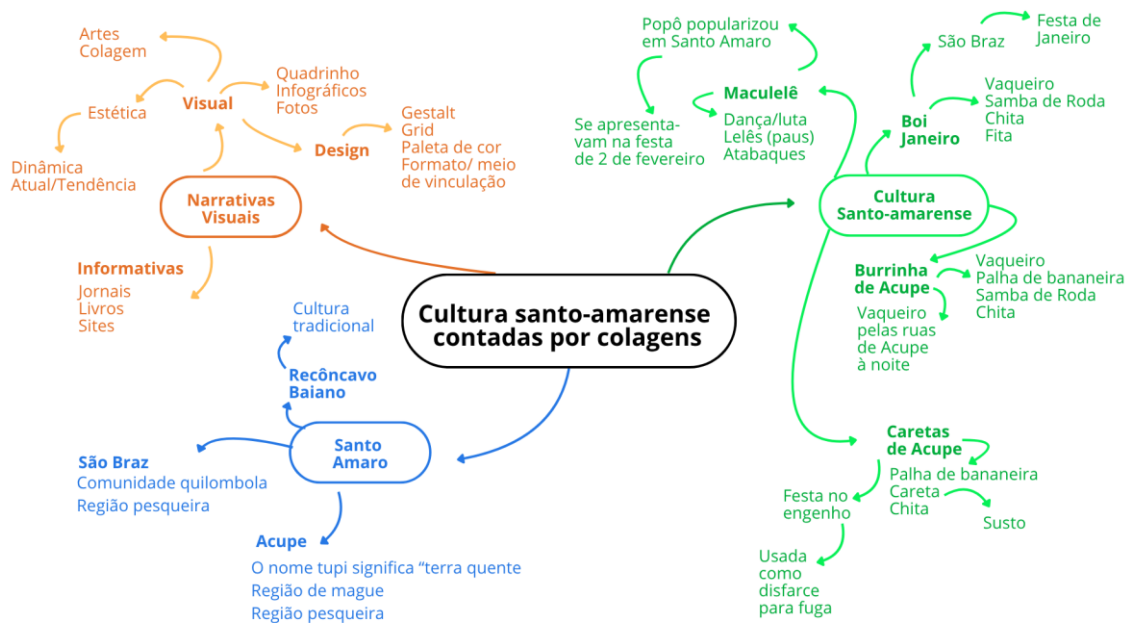 Cultura santo-amarense
contadas por colagens
Narrativas
Visuais
Visual
Artes
Colagem
Estética
Dinâmica
Atual/Tendência
Quadrinho
Infográficos
Fotos
Design
Gestalt
Grid
Paleta de cor
Formato/ meio
de vinculação
Informativas
Jornais
Livros
Sites
Cultura
Santo-amarense
Maculelê
Popô popularizou
em Santo Amaro
Se apresenta-
vam na festa
de 2 de fevereiro
Dança/luta
Lelês (paus)
Atabaques
Boi
Janeiro
São Braz
Festa de
Janeiro
Vaqueiro
Samba de Roda
Chita
Fita
Burrinha
de Acupe
Vaqueiro
Palha de bananeira
Samba de Roda
Chita
Vaqueiro
pelas ruas
de Acupe
à noite
Caretas
de Acupe
Palha de bananeira
Careta
Chita
Susto
Festa no
engenho
Usada
como
disfarce
para fuga
Santo
Amaro
Recôncavo
Baiano
Cultura
tradicional
São Braz
Comunidade quilombola
Região pesqueira
Acupe
O nome tupi significa “terra quente
Região de mague
Região pesqueira